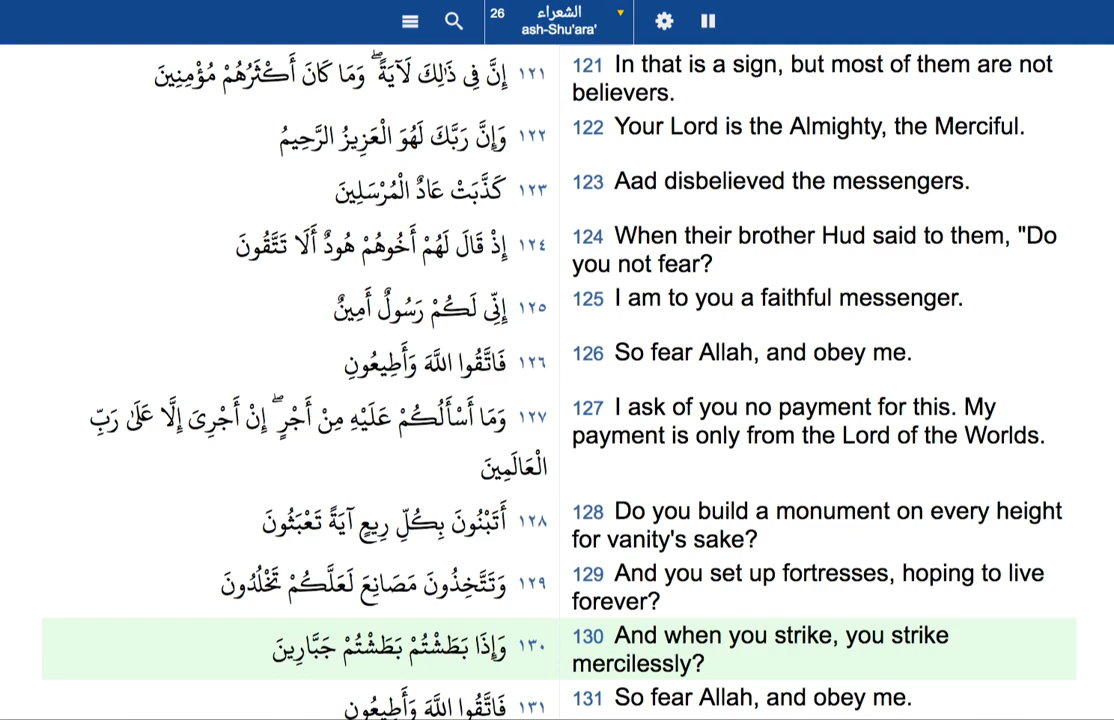 26
الشعراء
ash-Shu'ara'
١٢١ إِنَّ فِي ذَٰلِكَ لَآيَةً ۖ وَمَا كَانَ أَكْثَرُهُمْ مُؤْمِنِينَ
121 In that is a sign, but most of them are not
believers.
١٢٢ وَإِنَّ رَبَّكَ لَهُوَ الْعَزِيزُ الرَّحِيمُ
122 Your Lord is the Almighty, the Merciful.
١٢٣ كَذَّبَتْ عَادٌ الْمُرْسَلِينَ
123 Aad disbelieved the messengers.
١٢٤ إِذْ قَالَ لَهُمْ أَخُوهُمْ هُودٌ أَلَا تَتَّقُونَ
124 When their brother Hud said to them, "Do
you not fear?
١٢٥ إِنِّي لَكُمْ رَسُولٌ أَمِينٌ
125 I am to you a faithful messenger.
١٢٦ فَاتَّقُوا اللَّهَ وَأَطِيعُونِ
126 So fear Allah, and obey me.
١٢٧ وَمَا أَسْأَلُكُمْ عَلَيْهِ مِنْ أَجْرٍ ۖ إِنْ أَجْرِيَ إِلَّا عَلَىٰ رَبِّ
الْعَالَمِينَ
127 I ask of you no payment for this. My
payment is only from the Lord of the Worlds.
١٢٨ أَتَبْنُونَ بِكُلِّ رِيعٍ آيَةً تَعْبَثُونَ
128 Do you build a monument on every height
for vanity's sake?
١٢٩ وَتَتَّخِذُونَ مَصَانِعَ لَعَلَّكُمْ تَخْلُدُونَ
129 And you set up fortresses, hoping to live
forever?
١٣٠ وَإِذَا بَطَشْتُمْ بَطَشْتُمْ جَبَّارِينَ
130 And when you strike, you strike
mercilessly?
١٣١ فَاتَّقُوا اللَّهَ وَأَطِيعُونِ
131 So fear Allah, and obey me.